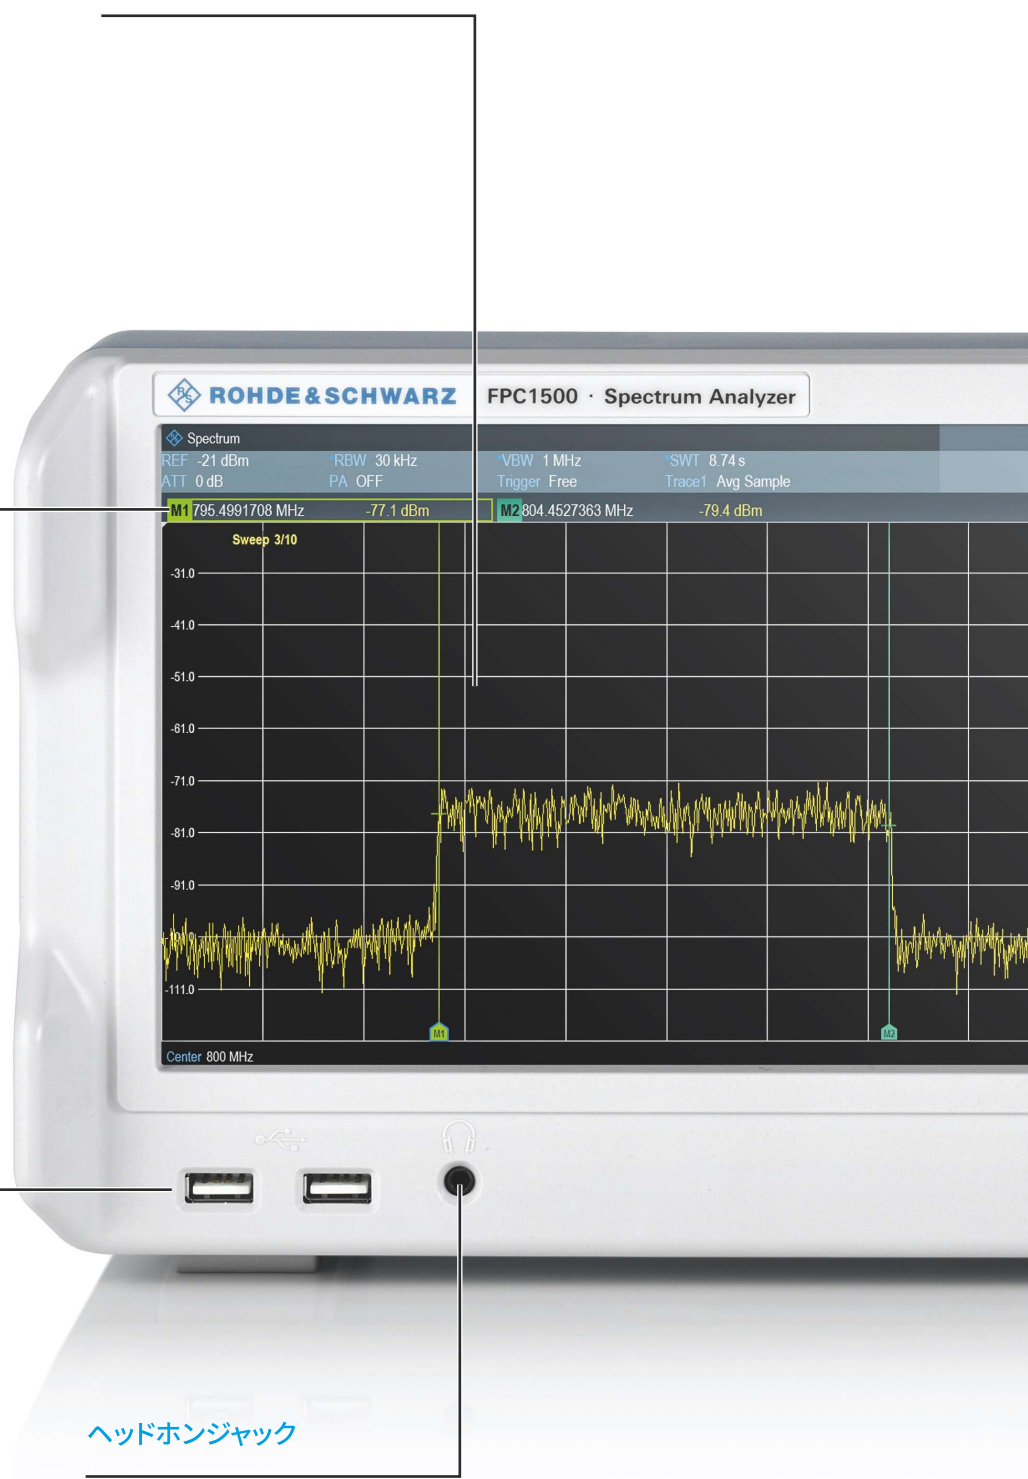 R&S ROHDE&SCHWARZ FPC1500 · Spectrum Analyzer
Spectrum
REF -21 dBm *RBW 30 kHz *VBW 1 MHz *SWT 8.74 s
ATT 0 dB PA OFF Trigger Free Trace1 Avg Sample
M1 795.4991708 MHz -77.1 dBm M2 804.4527363 MHz -79.4 dBm
Sweep 3/10
-31.0
-41.0
-51.0
-61.0
-71.0
-81.0
-91.0
-111.0
M1 M2
Center 800 MHz
ヘッドホンジャック